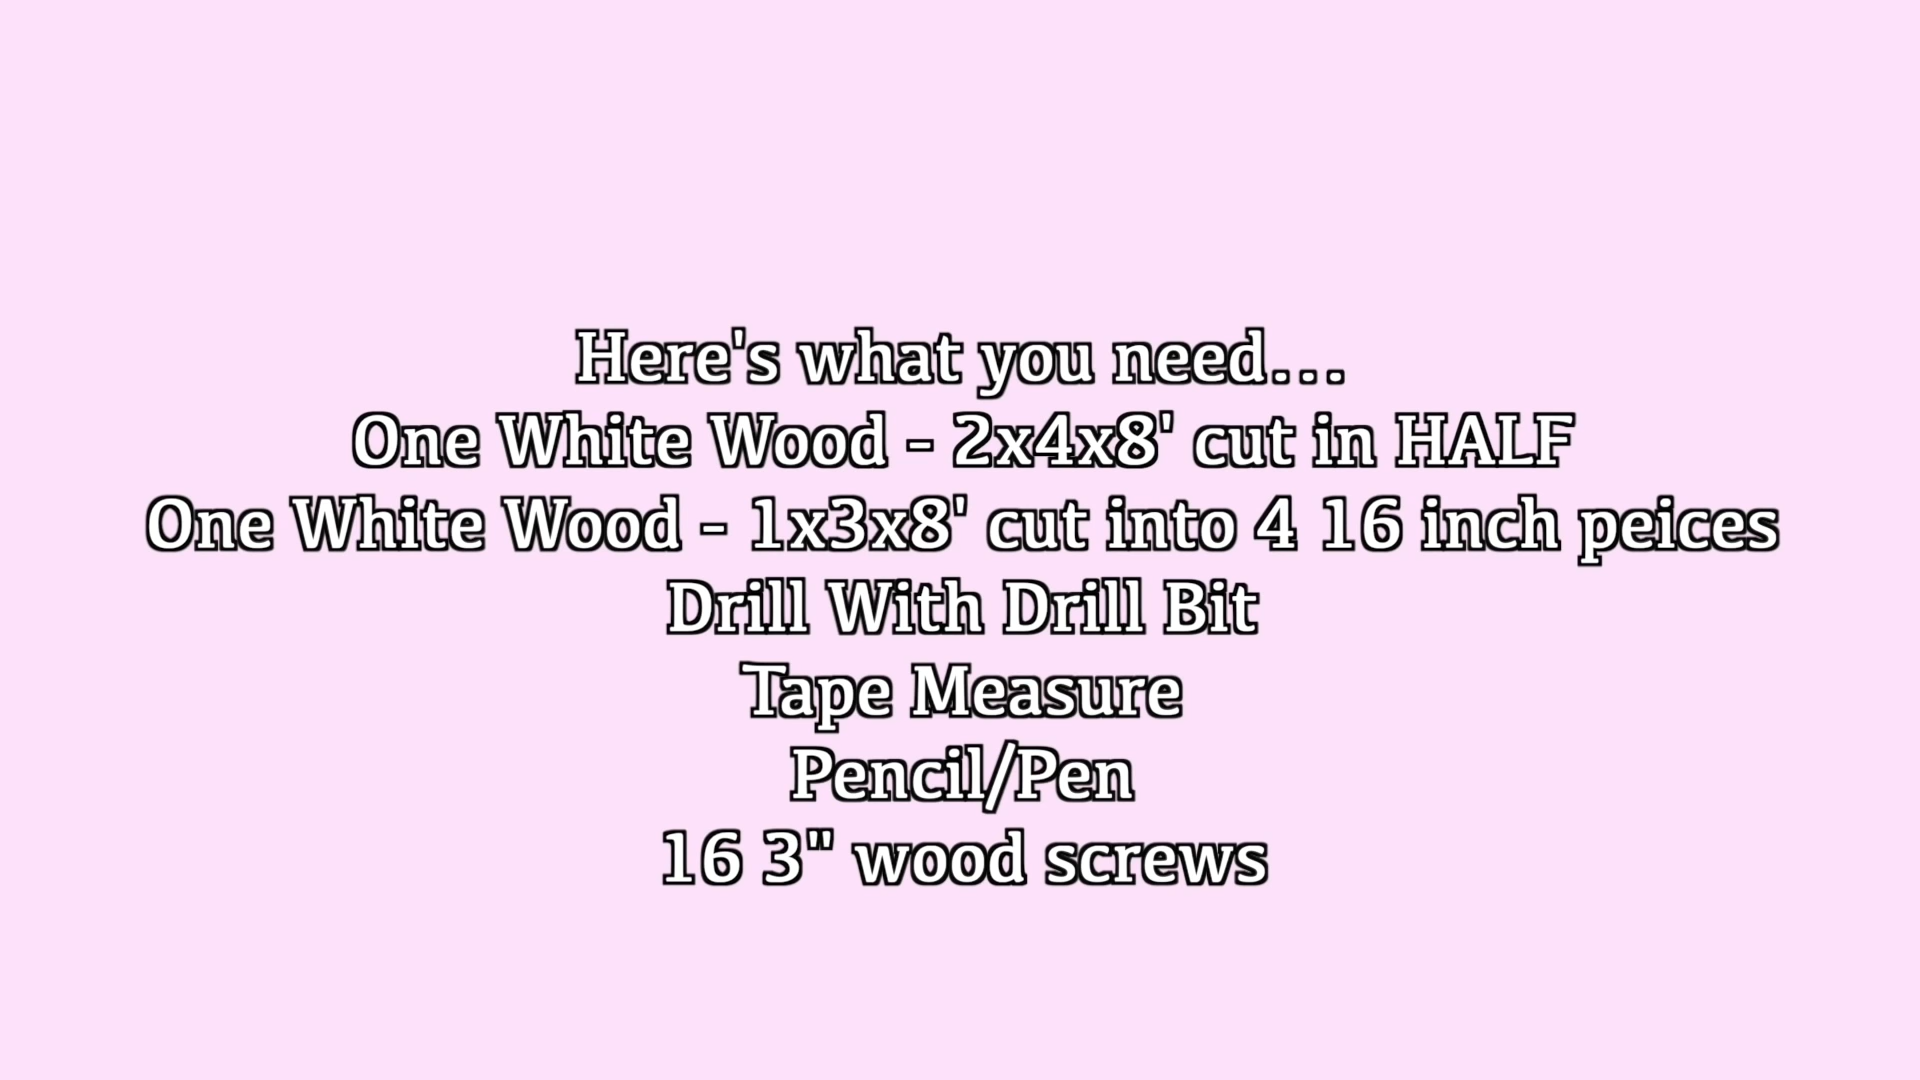 Here's what you need...
One White Wood - 2x4x8' cut in HALF
One White Wood - 1x3x8' cut into 4 16 inch peices
Drill With Drill Bit
Tape Measure
Pencil/Pen
16 3" wood screws